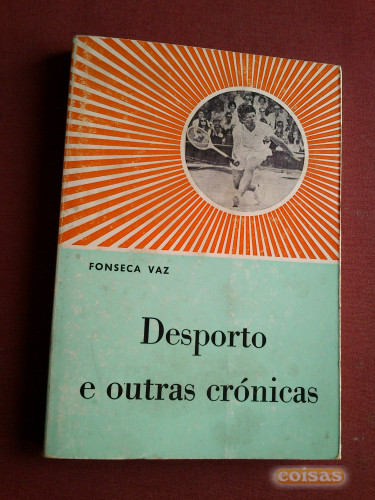 FONSECA VAZ
Desporto
e outras crónicas
coisas